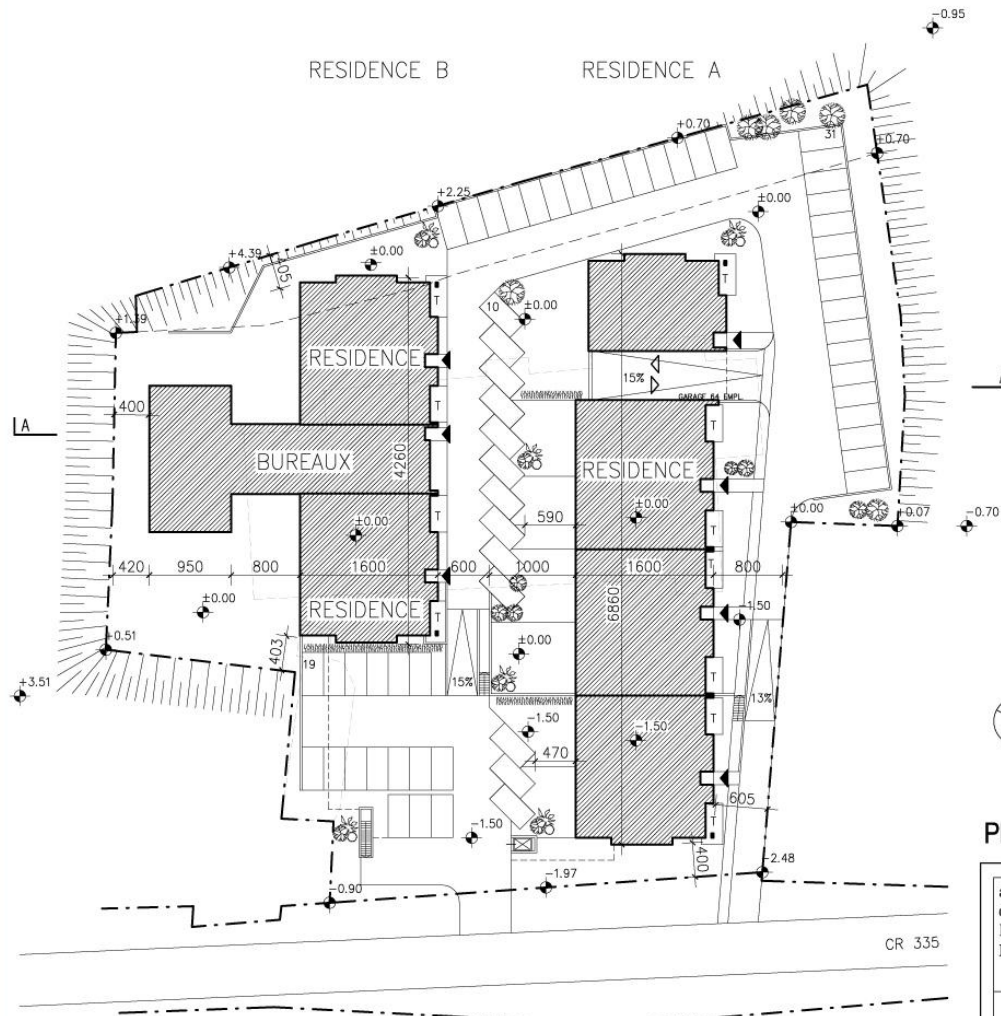 -0.95
RESIDENCE B
RESIDENCE A
+0.70
31
+0.70
+2.25
±0.00
+4.39
405
±0.00
T
T
10
±0.00
RESIDENCE
15%
GARAGE 64 EMPL.
400
T
T
A
BUREAUX
4260
RESIDENCE
590
±0.00
±0.00
T
T
±0.00
0.07
-0.70
420
950
800
1600
600
1000
1600
800
T
±0.00
RESIDENCE
T
6860
-1.50
+0.51
403
19
±0.00
T
+3.51
15%
13%
T
-1.50
-1.50
470
605
T
-1.50
400
-2.48
-0.90
-1.97
CR 335